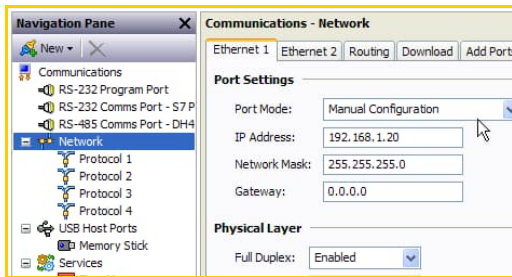 Navigation Pane X
New
Communications
RS-232 Program Port
RS-232 Comms Port - S7 P
RS-485 Comms Port - DH4
Network
Protocol 1
Protocol 2
Protocol 3
Protocol 4
USB Host Ports
Memory Stick
Services
Communications - Network
Ethernet 1 Ethernet 2 Routing Download Add Ports
Port Settings
Port Mode: Manual Configuration
IP Address: 192.168.1.20
Network Mask: 255.255.255.0
Gateway: 0.0.0.0
Physical Layer
Full Duplex: Enabled